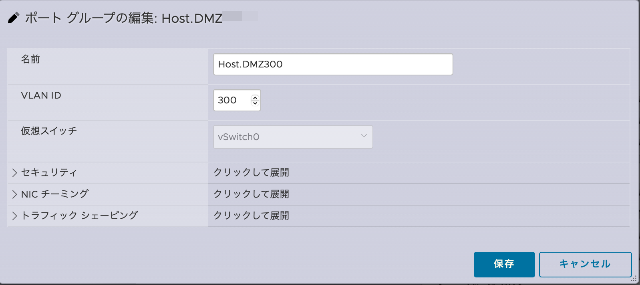 ポート グループの編集: Host.DMZ
名前
Host.DMZ300
VLAN ID
300
仮想スイッチ
vSwitch0
セキュリティ
クリックして展開
NIC チーミング
クリックして展開
トラフィック シェーピング
クリックして展開
保存
キャンセル